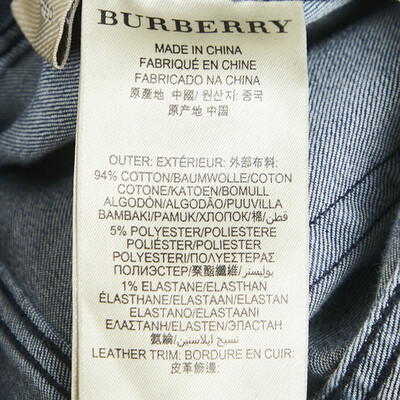 BURBERRY
MADE IN CHINA
FABRIQUÉ EN CHINE
FABRICADO NA CHINA
原產地 中國/ 원산지: 중국
原产地 中国
OUTER: EXTÉRIEUR: 外部布料:
94% COTTON/BAUMWOLLE/COTON
COTONE/KATOEN/BOMULL
ALGODÓN/ALGODÃO/PUUVILLA
BAMBAKI/PAMUK/ХЛОПОК/棉/قطن
5% POLYESTER/POLIESTERE
POLIÉSTER/POLIESTER
POLYESTERI/ΠΟΛΥΕΣΤΕΡΑΣ
ПОЛИЭСТЕР/聚酯纖維/بوليستر
1% ELASTANE/ELASTHAN
ÉLASTHANE/ELASTAAN/ELASTAN
ELASTANO/ELASTAANI
ΕΛΑΣΤΑΝΗ/ELASTEN/ЭЛАСТАН
氨綸/نسيج ايلاستين
LEATHER TRIM: BORDURE EN CUIR:
皮革飾邊: